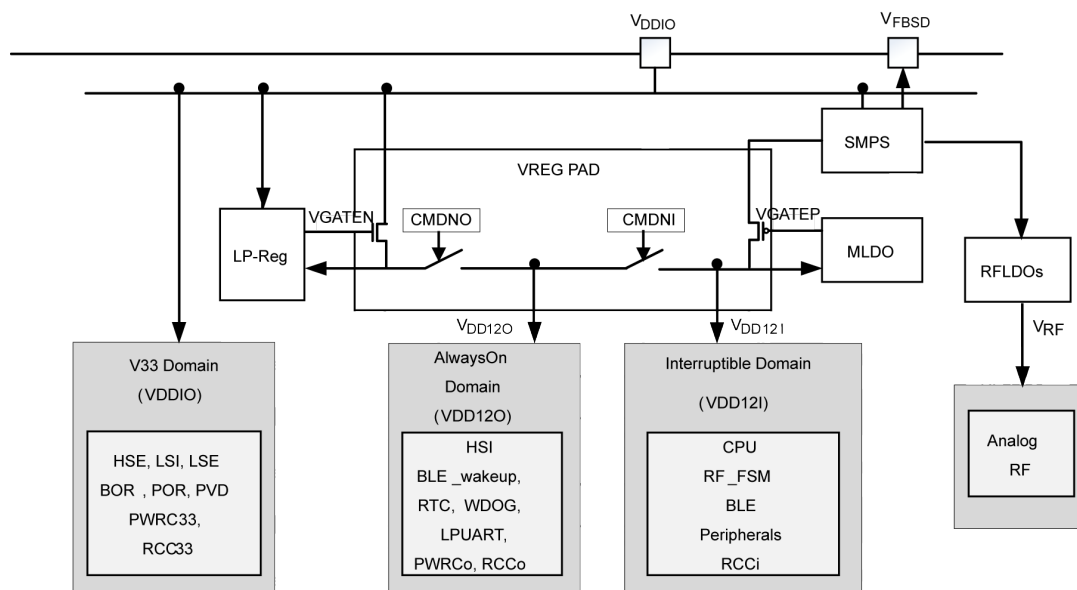 VDDIO
VFBSD
SMPS
VREG PAD
VGATEN
CMDNO
CMDNI
VGATEP
LP-Reg
MLDO
RFLDOs
VDD12O
VDD12I
VRF
V33 Domain
(VDDIO)
HSE, LSI, LSE
BOR , POR, PVD
PWRC33,
RCC33
AlwaysOn
Domain
(VDD12O)
HSI
BLE _wakeup,
RTC, WDOG,
LPUART,
PWRCo, RCCo
Interruptible Domain
(VDD12I)
CPU
RF _FSM
BLE
Peripherals
RCCi
Analog
RF